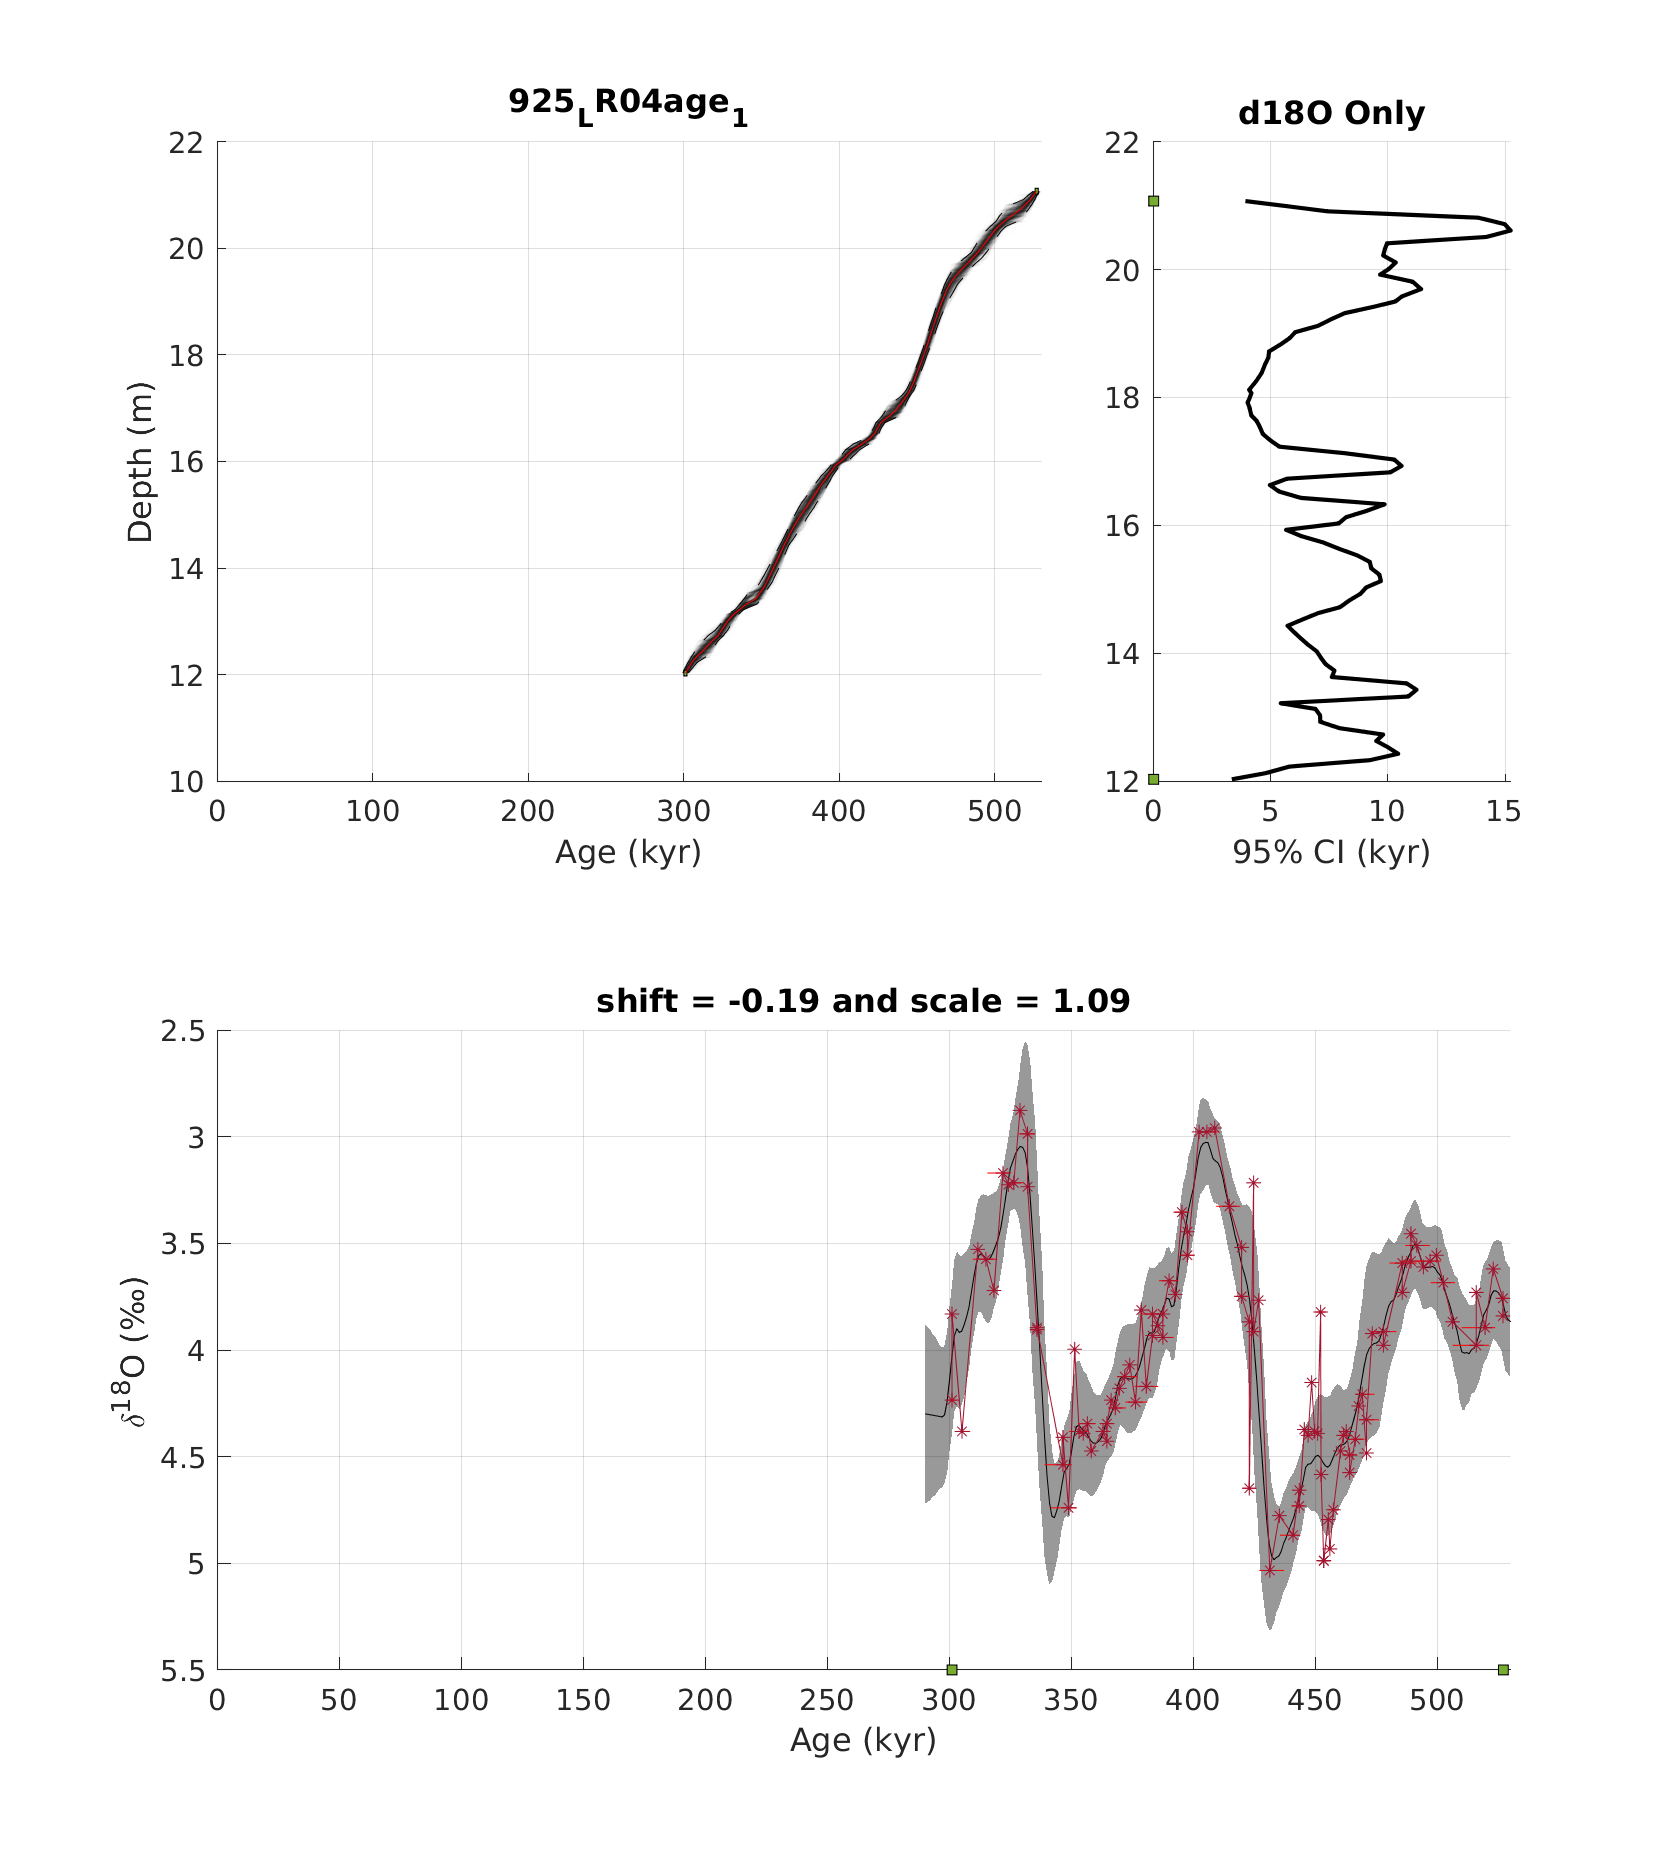 925LR04age1
d18O Only
22
20
18
16
14
12
10
Depth (m)
0 100 200 300 400 500
Age (kyr)
22
20
18
16
14
12
0 5 10 15
95% CI (kyr)
shift = -0.19 and scale = 1.09
2.5
3
3.5
4
4.5
5
5.5
δ18O (‰)
0 50 100 150 200 250 300 350 400 450 500
Age (kyr)